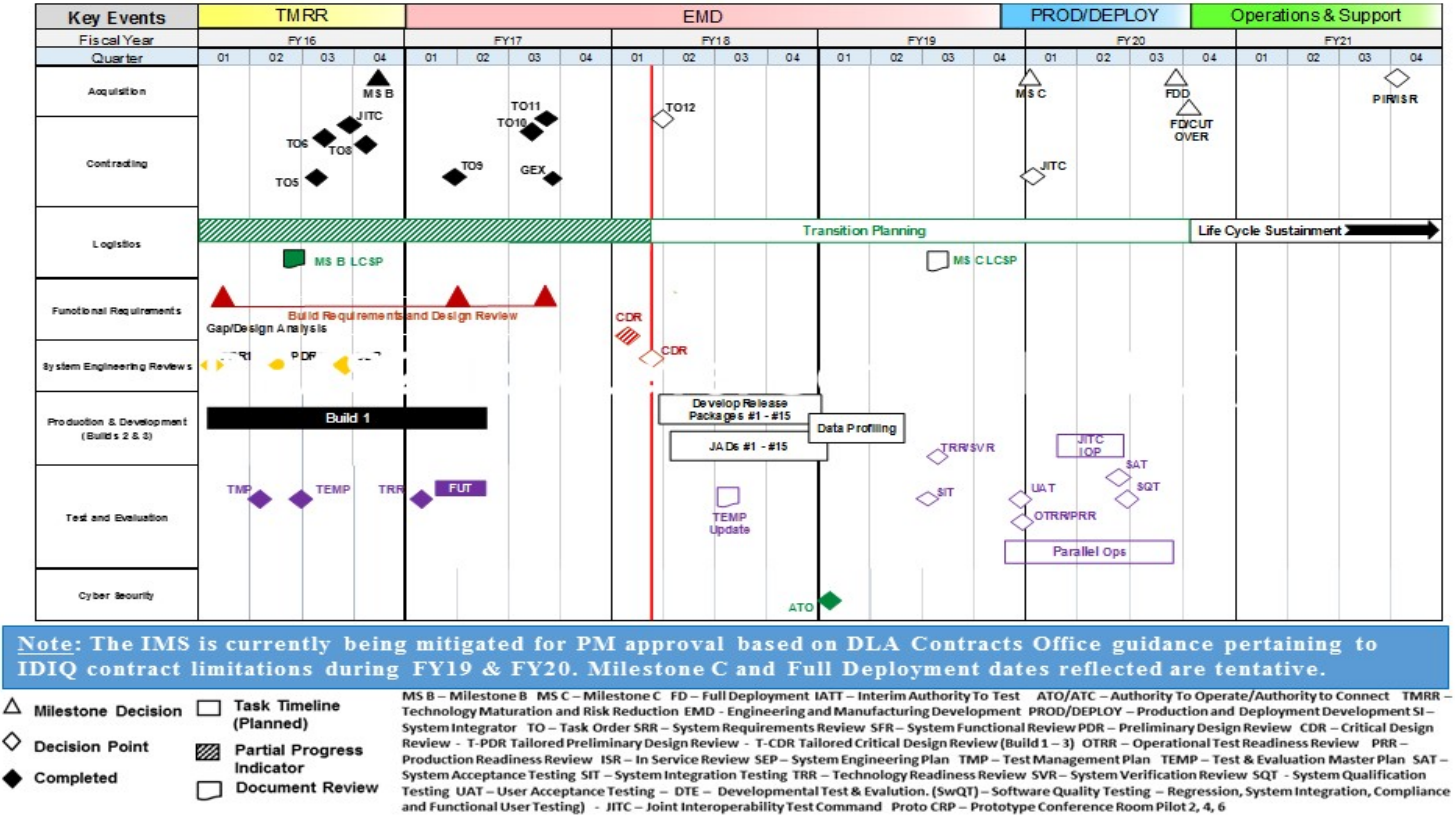 Key Events TMRR EMD PROD/DEPLOY Operations & Support
Fiscal Year FY16 FY17 FY18 FY19 FY20 FY21
Quarter 01 02 03 04 01 02 03 04 01 02 03 04 01 02 03 04 01 02 03 04 01 02 03 04
Acquisition
MS B
MS C
FDD
PIR/ISR
FD/CUT
OVER
Contracting
JITC
TO6
TO8
TO5
TO11
TO10
TO9
GEX
TO12
JITC
Logistics
Transition Planning
Life Cycle Sustainment
MS B LCSP
MS C LCSP
Functional Requirements
Build Requirements and Design Review
Gap/Design Analysis
CDR
System Engineering Reviews
PDR
CDR
Production & Development
(Builds 2 & 3)
Build 1
Develop Release
Packages #1 - #15
JADs #1 - #15
Data Profiling
TRR/SVR
JITC
IOP
Test and Evaluation
TMP
TEMP
TRR
FUT
TEMP
Update
SIT
UAT
OTRR/PRR
SAT
SQT
Parallel Ops
Cyber Security
ATO
Note: The IMS is currently being mitigated for PM approval based on DLA Contracts Office guidance pertaining to
IDIQ contract limitations during FY19 & FY20. Milestone C and Full Deployment dates reflected are tentative.
Milestone Decision
Decision Point
Completed
Task Timeline
(Planned)
Partial Progress
Indicator
Document Review
MS B – Milestone B MS C – Milestone C FD – Full Deployment IATT – Interim Authority To Test ATO/ATC – Authority To Operate/Authority to Connect TMRR –
Technology Maturation and Risk Reduction EMD - Engineering and Manufacturing Development PROD/DEPLOY – Production and Deployment Development SI –
System Integrator TO – Task Order SRR – System Requirements Review SFR – System Functional Review PDR – Preliminary Design Review CDR – Critical Design
Review - T-PDR Tailored Preliminary Design Review - T-CDR Tailored Critical Design Review (Build 1 – 3) OTRR – Operational Test Readiness Review PRR –
Production Readiness Review ISR – In Service Review SEP – System Engineering Plan TMP – Test Management Plan TEMP – Test & Evaluation Master Plan SAT –
System Acceptance Testing SIT – System Integration Testing TRR – Technology Readiness Review SVR – System Verification Review SQT - System Qualification
Testing UAT – User Acceptance Testing – DTE – Developmental Test & Evalution. (SwQT) – Software Quality Testing – Regression, System Integration, Compliance
and Functional User Testing) - JITC – Joint Interoperability Test Command Proto CRP – Prototype Conference Room Pilot 2, 4, 6